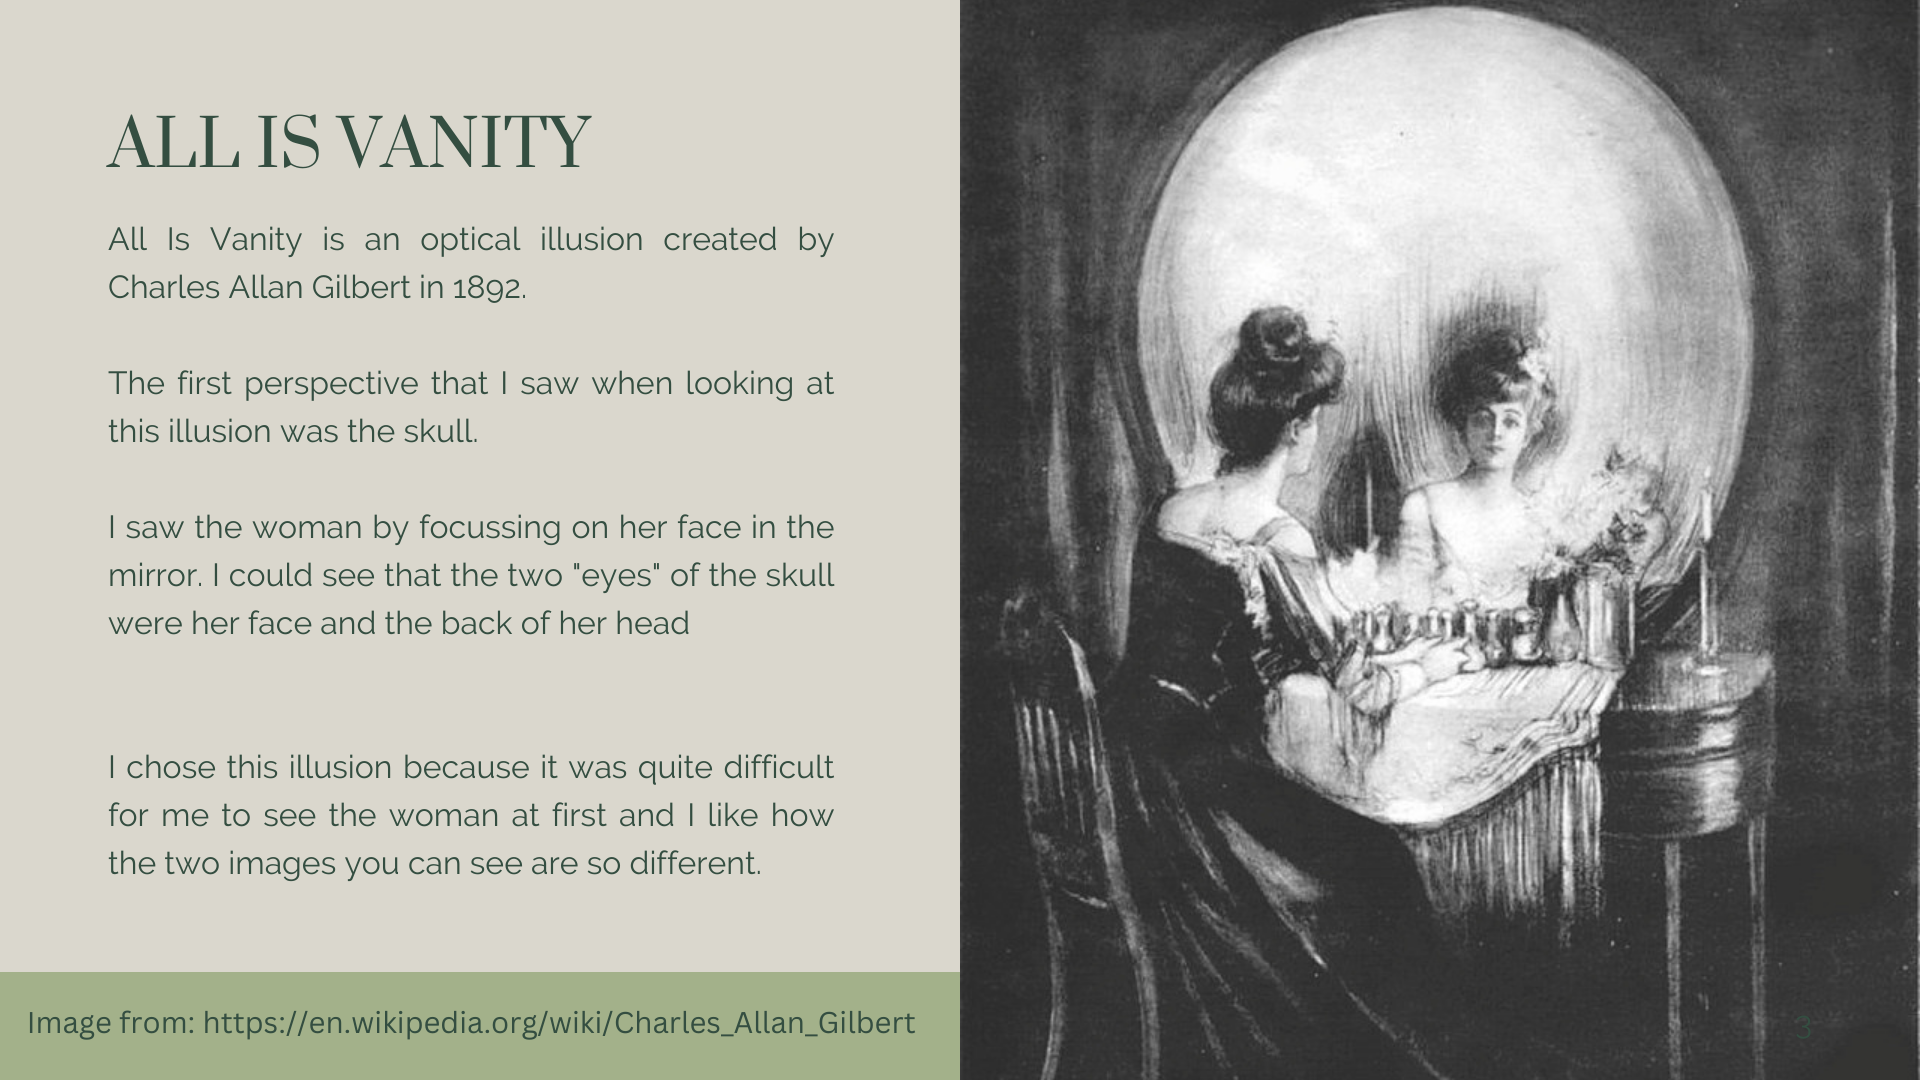 ALL IS VANITY
All Is Vanity is an optical illusion created by
Charles Allan Gilbert in 1892.
The first perspective that I saw when looking at
this illusion was the skull.
I saw the woman by focussing on her face in the
mirror. I could see that the two "eyes" of the skull
were her face and the back of her head
I chose this illusion because it was quite difficult
for me to see the woman at first and I like how
the two images you can see are so different.
Image from: https://en.wikipedia.org/wiki/Charles_Allan_Gilbert
3